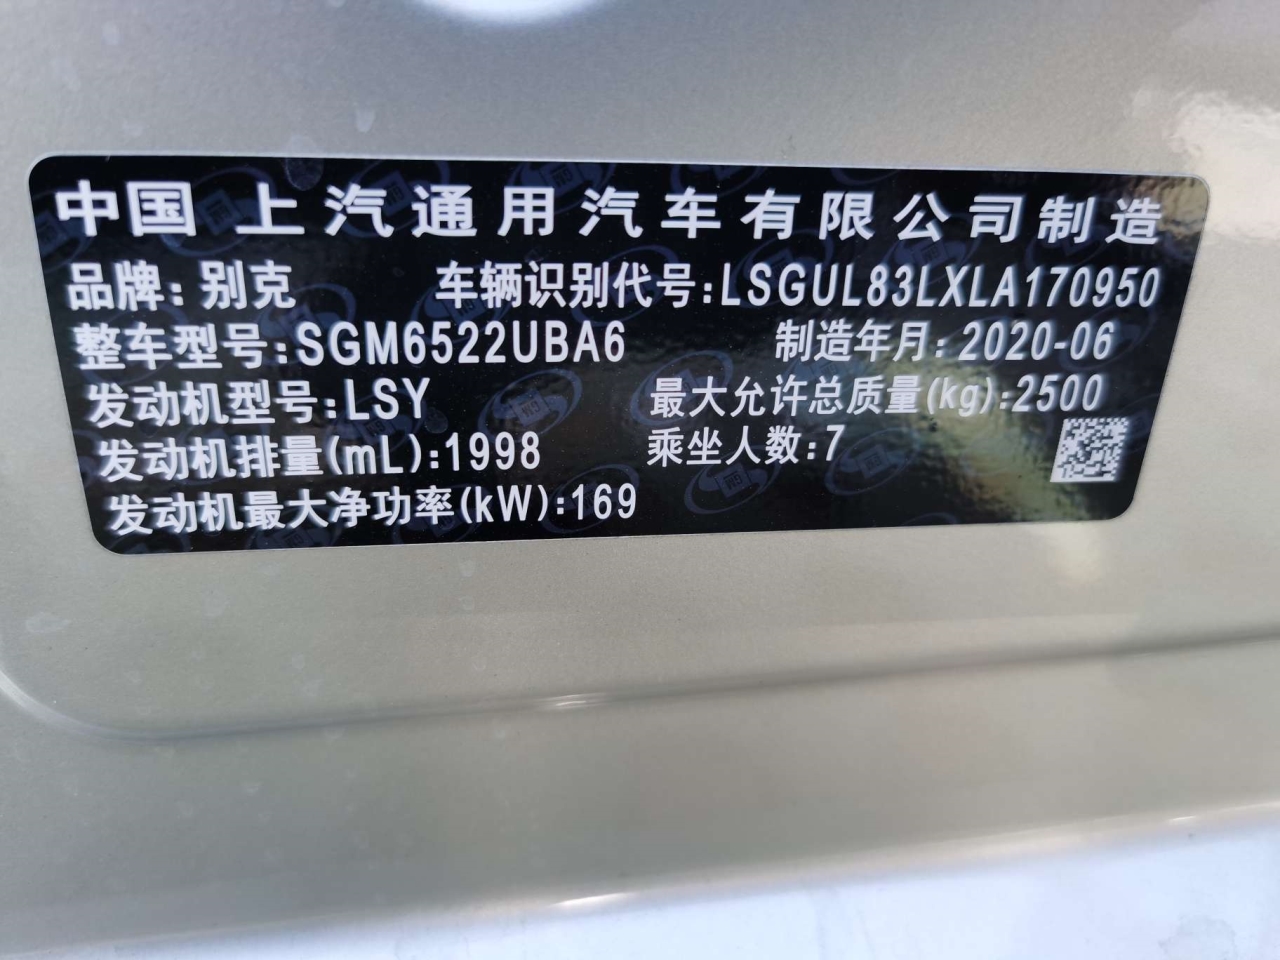 中国 上汽通用汽车有限公司制造
品牌：别克 车辆识别代号：LSGUL83LXLA170950
整车型号：SGM6522UBA6 制造年月：2020-06
发动机型号：LSY 最大允许总质量(kg)：2500
发动机排量(mL)：1998 乘坐人数：7
发动机最大净功率(kW)：169